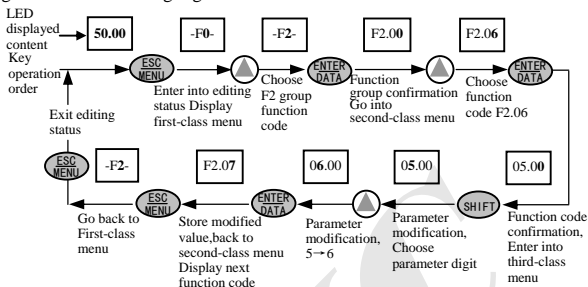 LED
displayed
content
Key
operation
order
50.00
ESC
MENU
-F0-
-F2-
ENTER
DATA
F2.00
F2.06
ENTER
DATA
Enter into editing
status Display
first-class menu
Choose
F2 group
function
code
Function
group confirmation
Go into
second-class menu
Choose
function
code F2.06
Exit editing
status
ESC
MENU
-F2-
F2.07
06.00
05.00
05.00
ESC
MENU
ENTER
DATA
SHIFT
Go back to
First-class
menu
Store modified
value,back to
second-class menu
Display next
function code
Parameter
modification,
5→6
Parameter
modification,
Choose
parameter digit
Function code
confirmation,
Enter into
third-class
menu